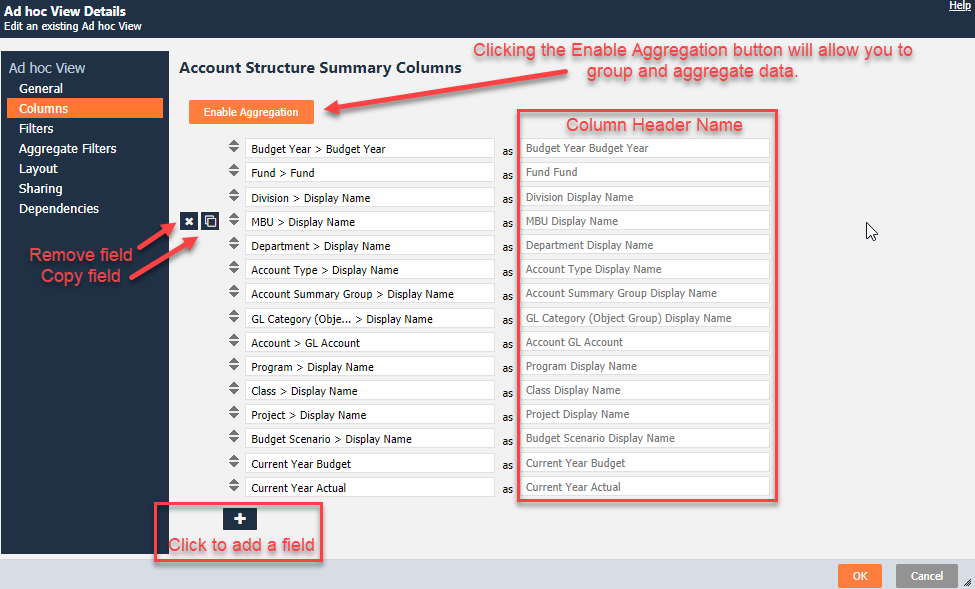 Ad hoc View Details
Help
Edit an existing Ad hoc View
Clicking the Enable Aggregation button will allow you to
group and aggregate data.
Ad hoc View
General
Columns
Filters
Aggregate Filters
Layout
Sharing
Dependencies
Account Structure Summary Columns
Enable Aggregation
Column Header Name
Budget Year > Budget Year as Budget Year Budget Year
Fund > Fund as Fund Fund
Division > Display Name as Division Display Name
MBU > Display Name as MBU Display Name
Department > Display Name as Department Display Name
Account Type > Display Name as Account Type Display Name
Account Summary Group > Display Name as Account Summary Group Display Name
GL Category (Obje... > Display Name as GL Category (Object Group) Display Name
Account > GL Account as Account GL Account
Program > Display Name as Program Display Name
Class > Display Name as Class Display Name
Project > Display Name as Project Display Name
Budget Scenario > Display Name as Budget Scenario Display Name
Current Year Budget as Current Year Budget
Current Year Actual as Current Year Actual
Remove field
Copy field
Click to add a field
OK
Cancel